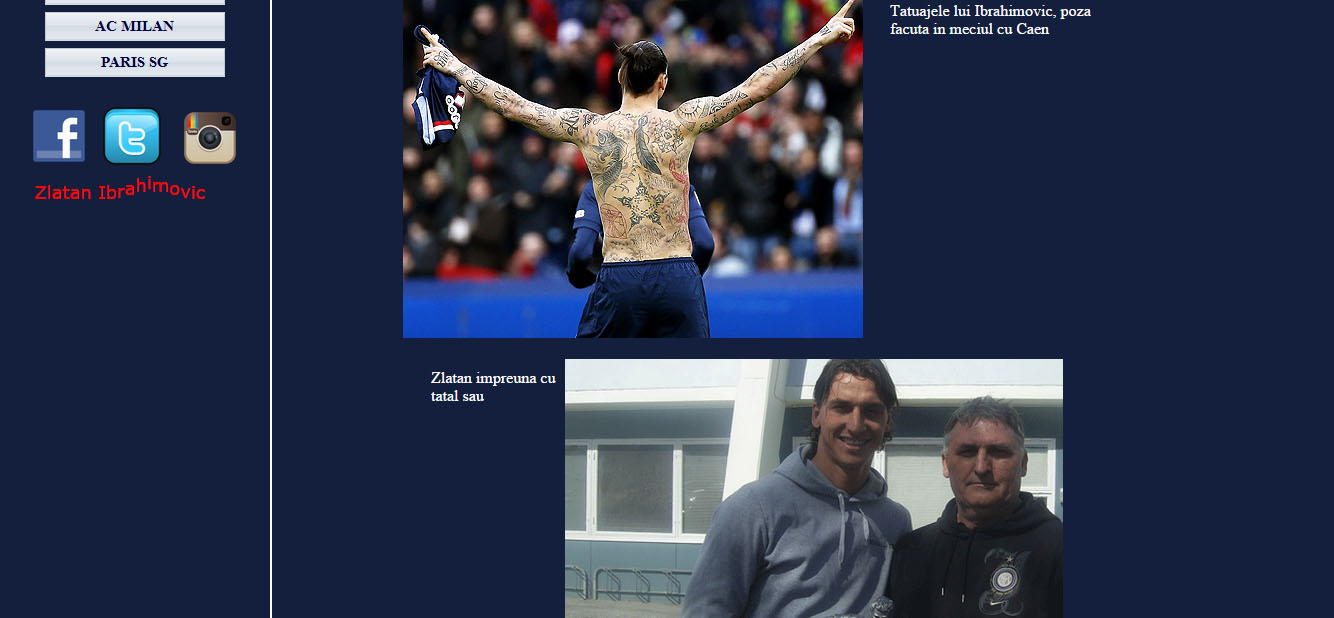 AC MILAN
PARIS SG
Zlatan Ibrahimovic
Tatuajele lui Ibrahimovic, poza
facuta in meciul cu Caen
Zlatan impreuna cu
tatal sau